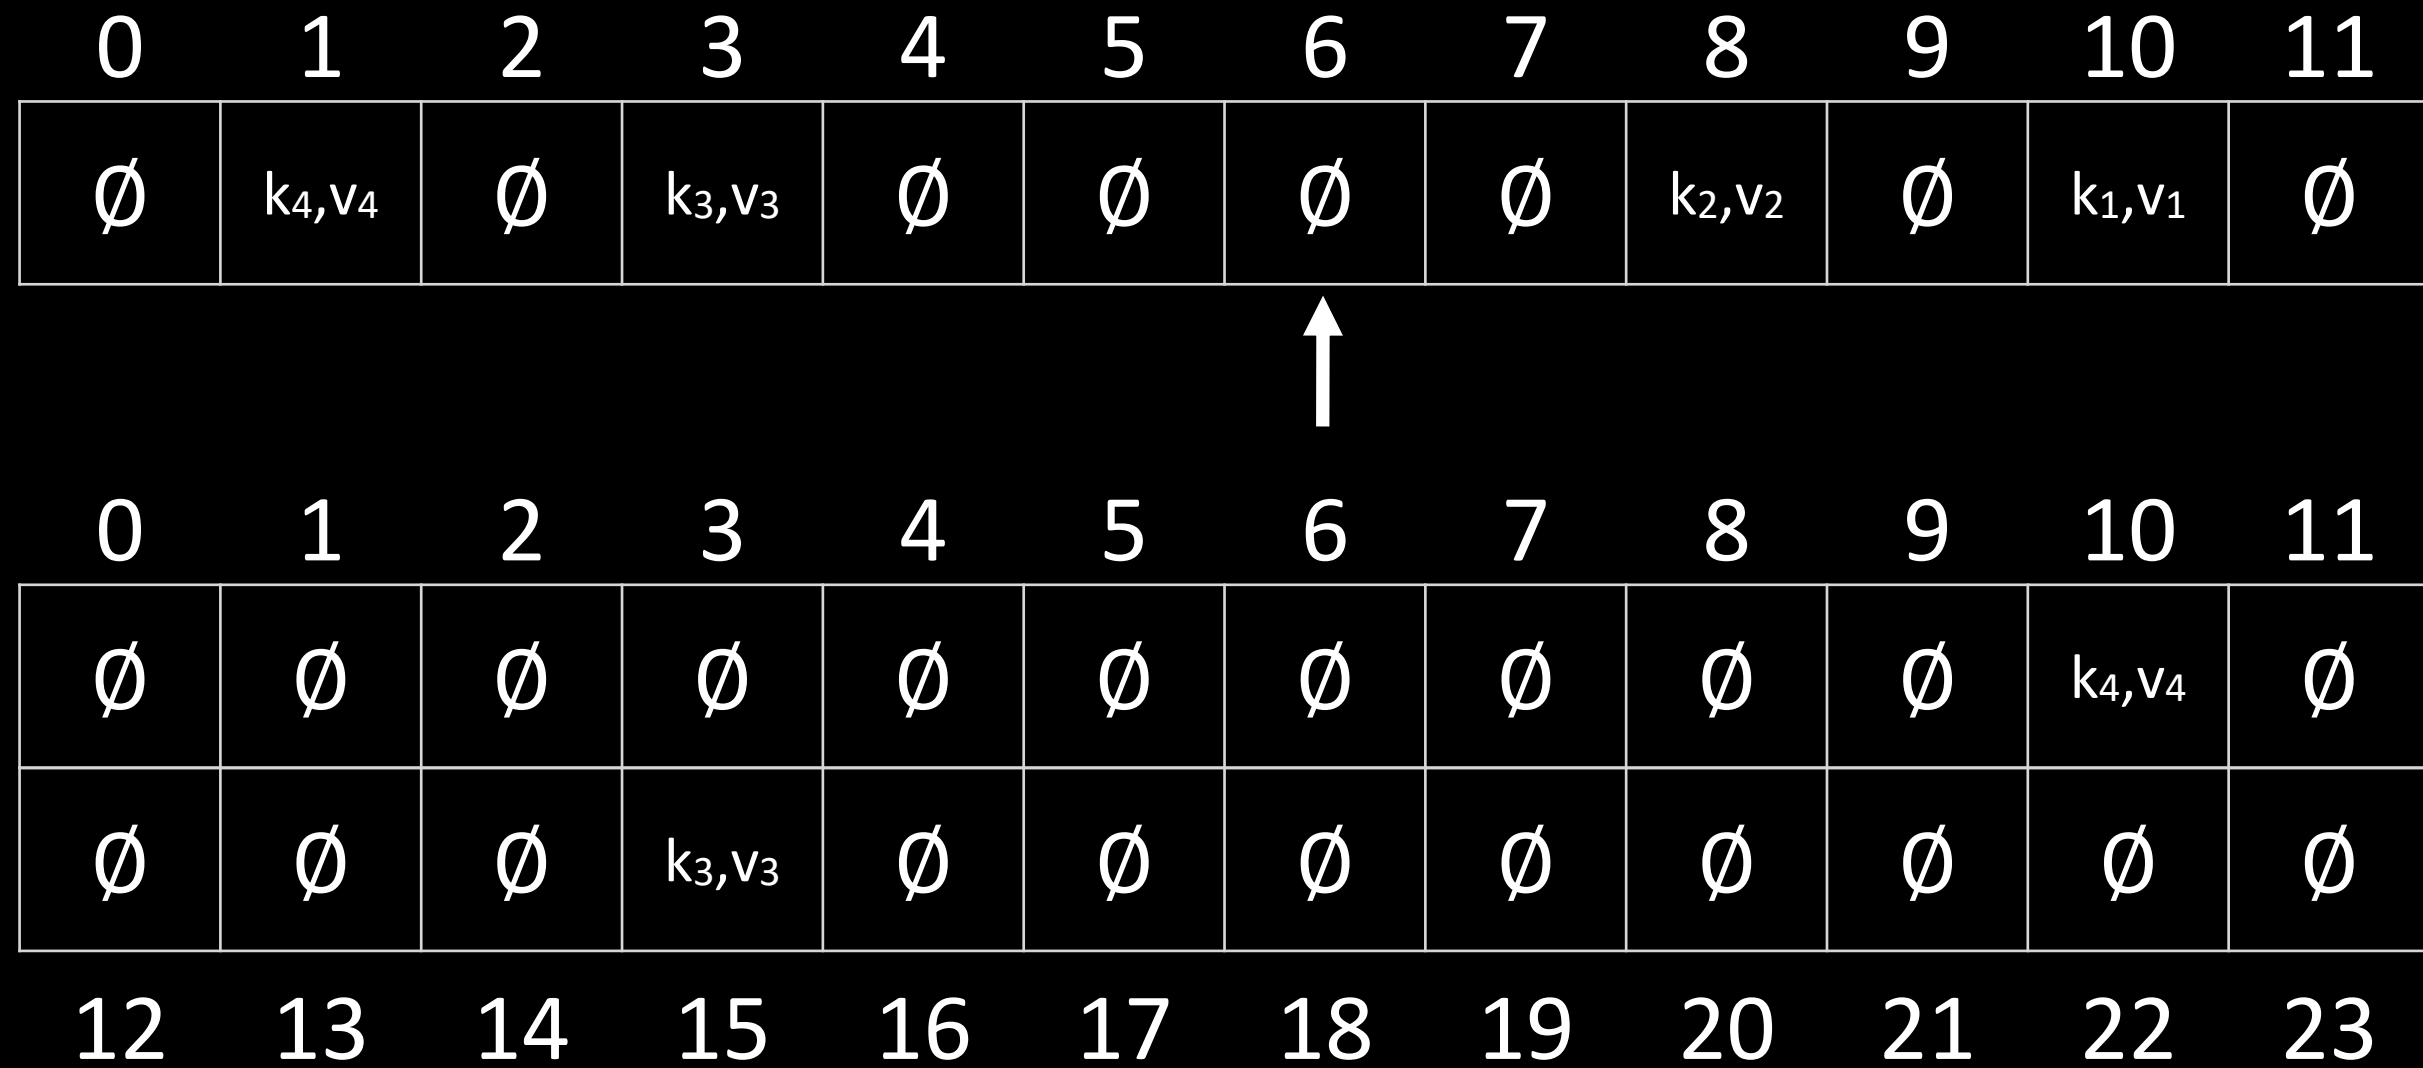 0 1 2 3 4 5 6 7 8 9 10 11
Ø k₄,v₄ Ø k₃,v₃ Ø Ø Ø Ø k₂,v₂ Ø k₁,v₁ Ø
0 1 2 3 4 5 6 7 8 9 10 11
Ø Ø Ø Ø Ø Ø Ø Ø Ø Ø k₄,v₄ Ø
Ø Ø Ø k₃,v₃ Ø Ø Ø Ø Ø Ø Ø Ø
12 13 14 15 16 17 18 19 20 21 22 23